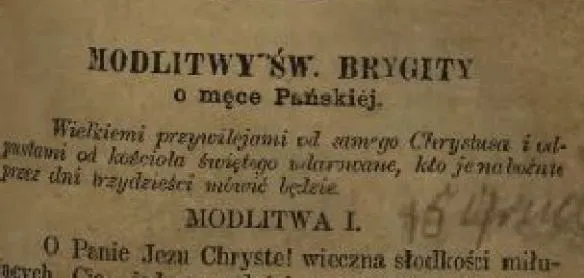 MODLITWY ŚW. BRYGITY
o męce Pańskiéj.
Wielkiemi przywilejami od samego Chrystusa i od-
pustami od kościoła świętego udarowane, kto je nabożnie
przez dni trzydzieści mówić będzie.
MODLITWA I.
O Panie Jezu Chryste! wieczna słodkości miłu-